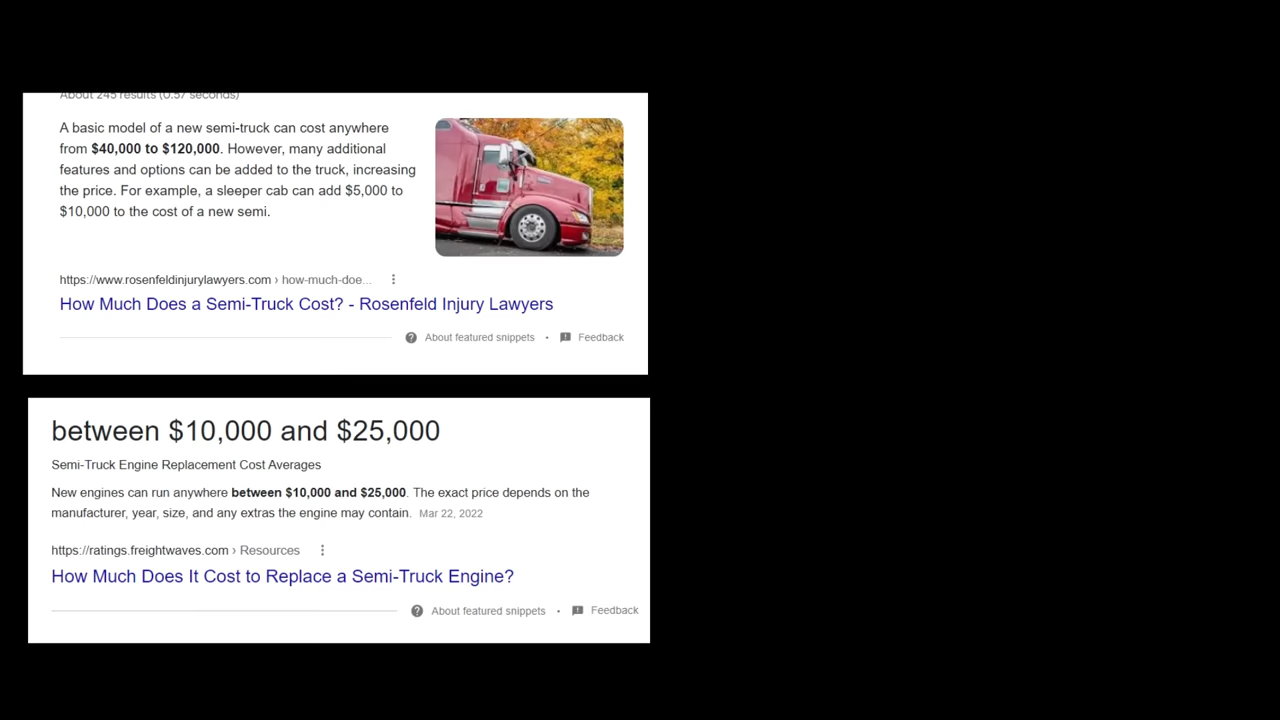 About 245 results (0.57 seconds)
A basic model of a new semi-truck can cost anywhere
from $40,000 to $120,000. However, many additional
features and options can be added to the truck, increasing
the price. For example, a sleeper cab can add $5,000 to
$10,000 to the cost of a new semi.
https://www.rosenfeldinjurylawyers.com › how-much-doe...
How Much Does a Semi-Truck Cost? - Rosenfeld Injury Lawyers
About featured snippets • Feedback
between $10,000 and $25,000
Semi-Truck Engine Replacement Cost Averages
New engines can run anywhere between $10,000 and $25,000. The exact price depends on the
manufacturer, year, size, and any extras the engine may contain. Mar 22, 2022
https://ratings.freightwaves.com › Resources
How Much Does It Cost to Replace a Semi-Truck Engine?
About featured snippets • Feedback